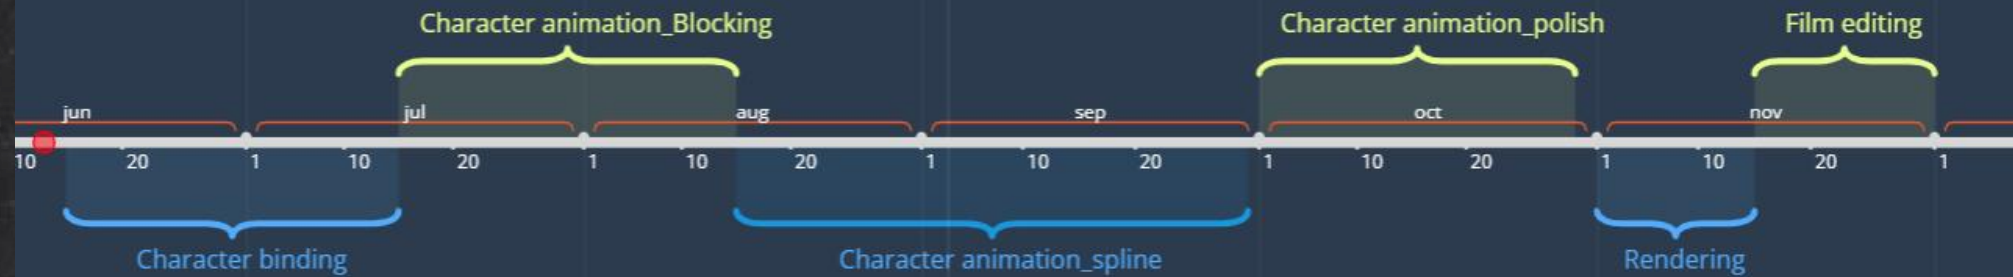 Character animation_Blocking Character animation_polish Film editing
jun jul aug sep oct nov
10 20 1 10 20 1 10 20 1 10 20 1 10 20 1 10 20 1
Character binding Character animation_spline Rendering